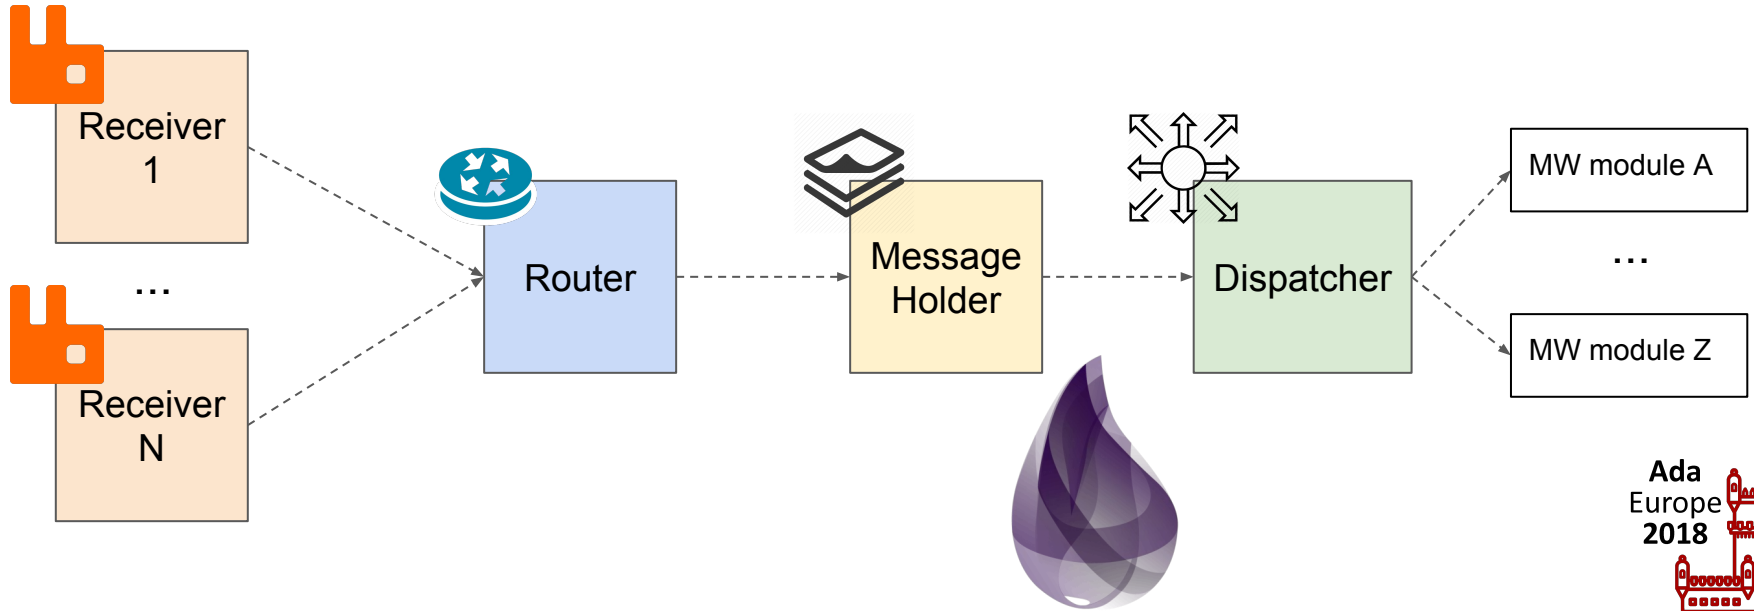 Receiver
1
...
Receiver
N
Router
Message
Holder
Dispatcher
MW module A
...
MW module Z
Ada
Europe
2018